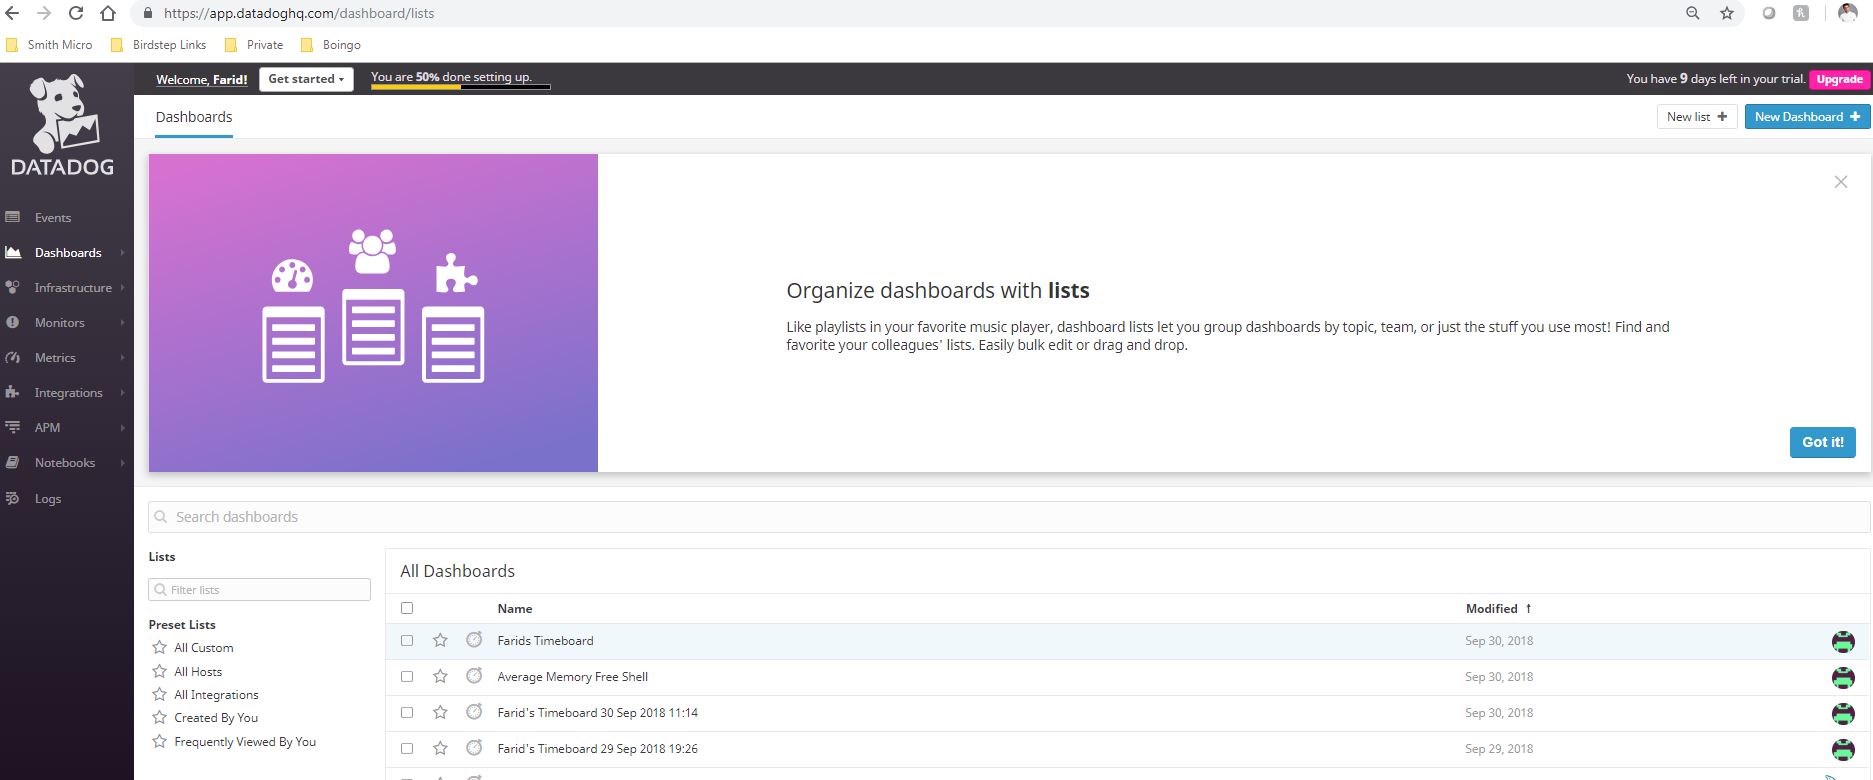 https://app.datadoghq.com/dashboard/lists
Smith Micro Birdstep Links Private Boingo
Welcome, Farid! Get started You are 50% done setting up. You have 9 days left in your trial. Upgrade
DATADOG
Dashboards New list + New Dashboard +
Events
Dashboards
Infrastructure
Monitors
Metrics
Integrations
APM
Notebooks
Logs
Organize dashboards with lists
Like playlists in your favorite music player, dashboard lists let you group dashboards by topic, team, or just the stuff you use most! Find and
favorite your colleagues' lists. Easily bulk edit or drag and drop.
Got it!
Search dashboards
Lists
Filter lists
Preset Lists
All Custom
All Hosts
All Integrations
Created By You
Frequently Viewed By You
All Dashboards
Name Modified ↑
Farids Timeboard Sep 30, 2018
Average Memory Free Shell Sep 30, 2018
Farid's Timeboard 30 Sep 2018 11:14 Sep 30, 2018
Farid's Timeboard 29 Sep 2018 19:26 Sep 29, 2018